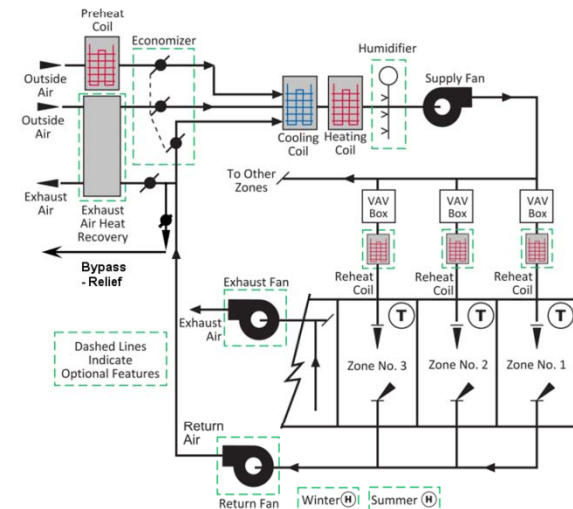 Preheat
Coil
Economizer
Humidifier
Supply Fan
Outside
Air
Outside
Air
Cooling
Coil
Heating
Coil
To Other
Zones
Exhaust
Air
Exhaust
Air Heat
Recovery
VAV
Box
VAV
Box
VAV
Box
Bypass
- Relief
Reheat
Coil
Reheat
Coil
Reheat
Coil
Exhaust Fan
Exhaust
Air
T
T
T
Dashed Lines
Indicate
Optional Features
Zone No. 3
Zone No. 2
Zone No. 1
Return
Air
Return Fan
Winter H
Summer H